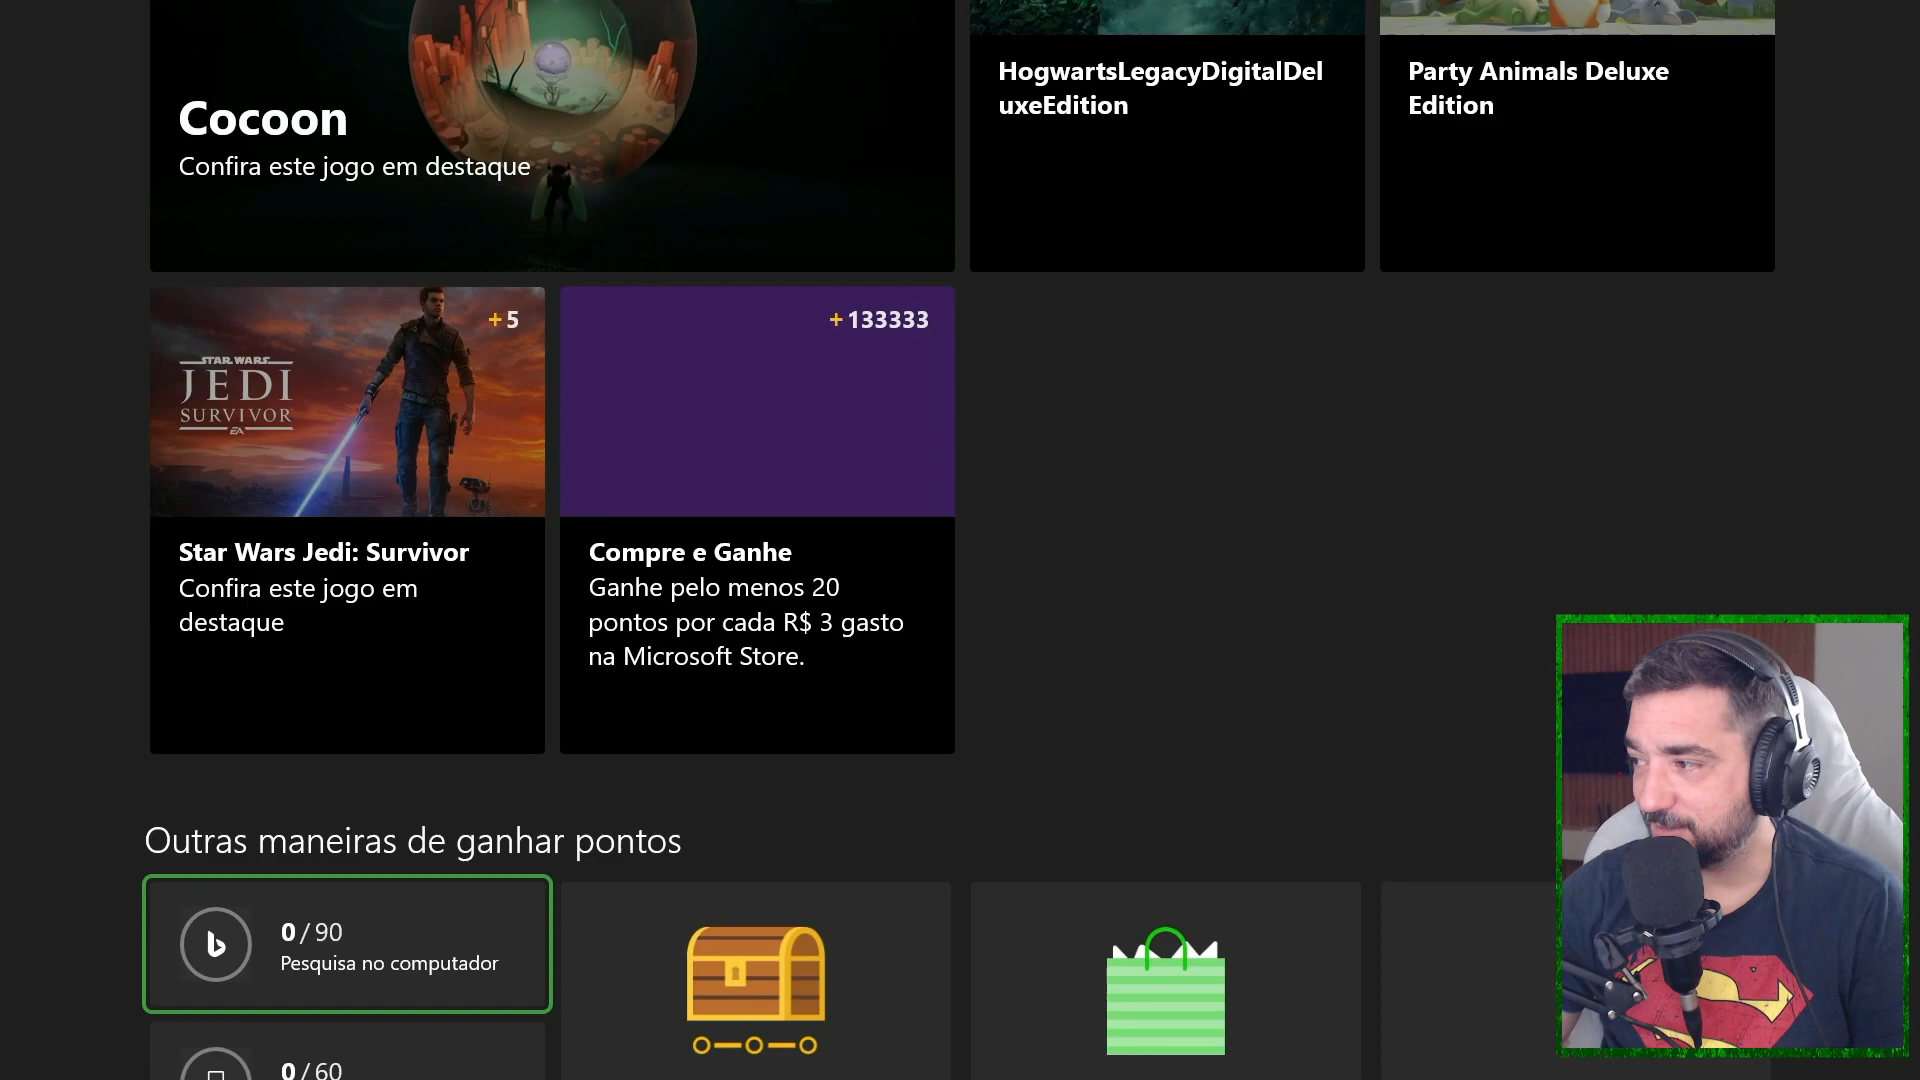 Cocoon
Confira este jogo em destaque
HogwartsLegacyDigitalDel
uxeEdition
Party Animals Deluxe
Edition
+5
STAR WARS
JEDI
SURVIVOR
EA
Star Wars Jedi: Survivor
Confira este jogo em
destaque
+133333
Compre e Ganhe
Ganhe pelo menos 20
pontos por cada R$ 3 gasto
na Microsoft Store.
Outras maneiras de ganhar pontos
0/90
Pesquisa no computador
0/60